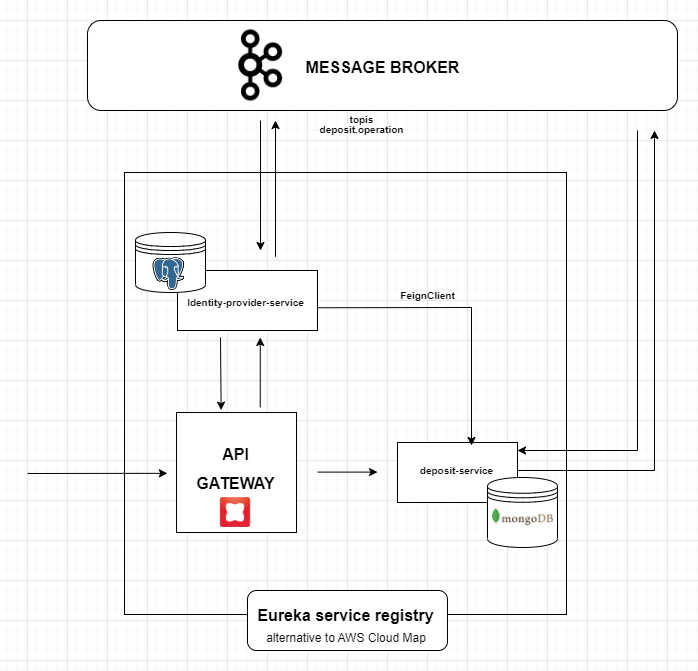 MESSAGE BROKER
topis
deposit.operation
Identity-provider-service
FeignClient
API
GATEWAY
deposit-service
mongoDB
Eureka service registry
alternative to AWS Cloud Map